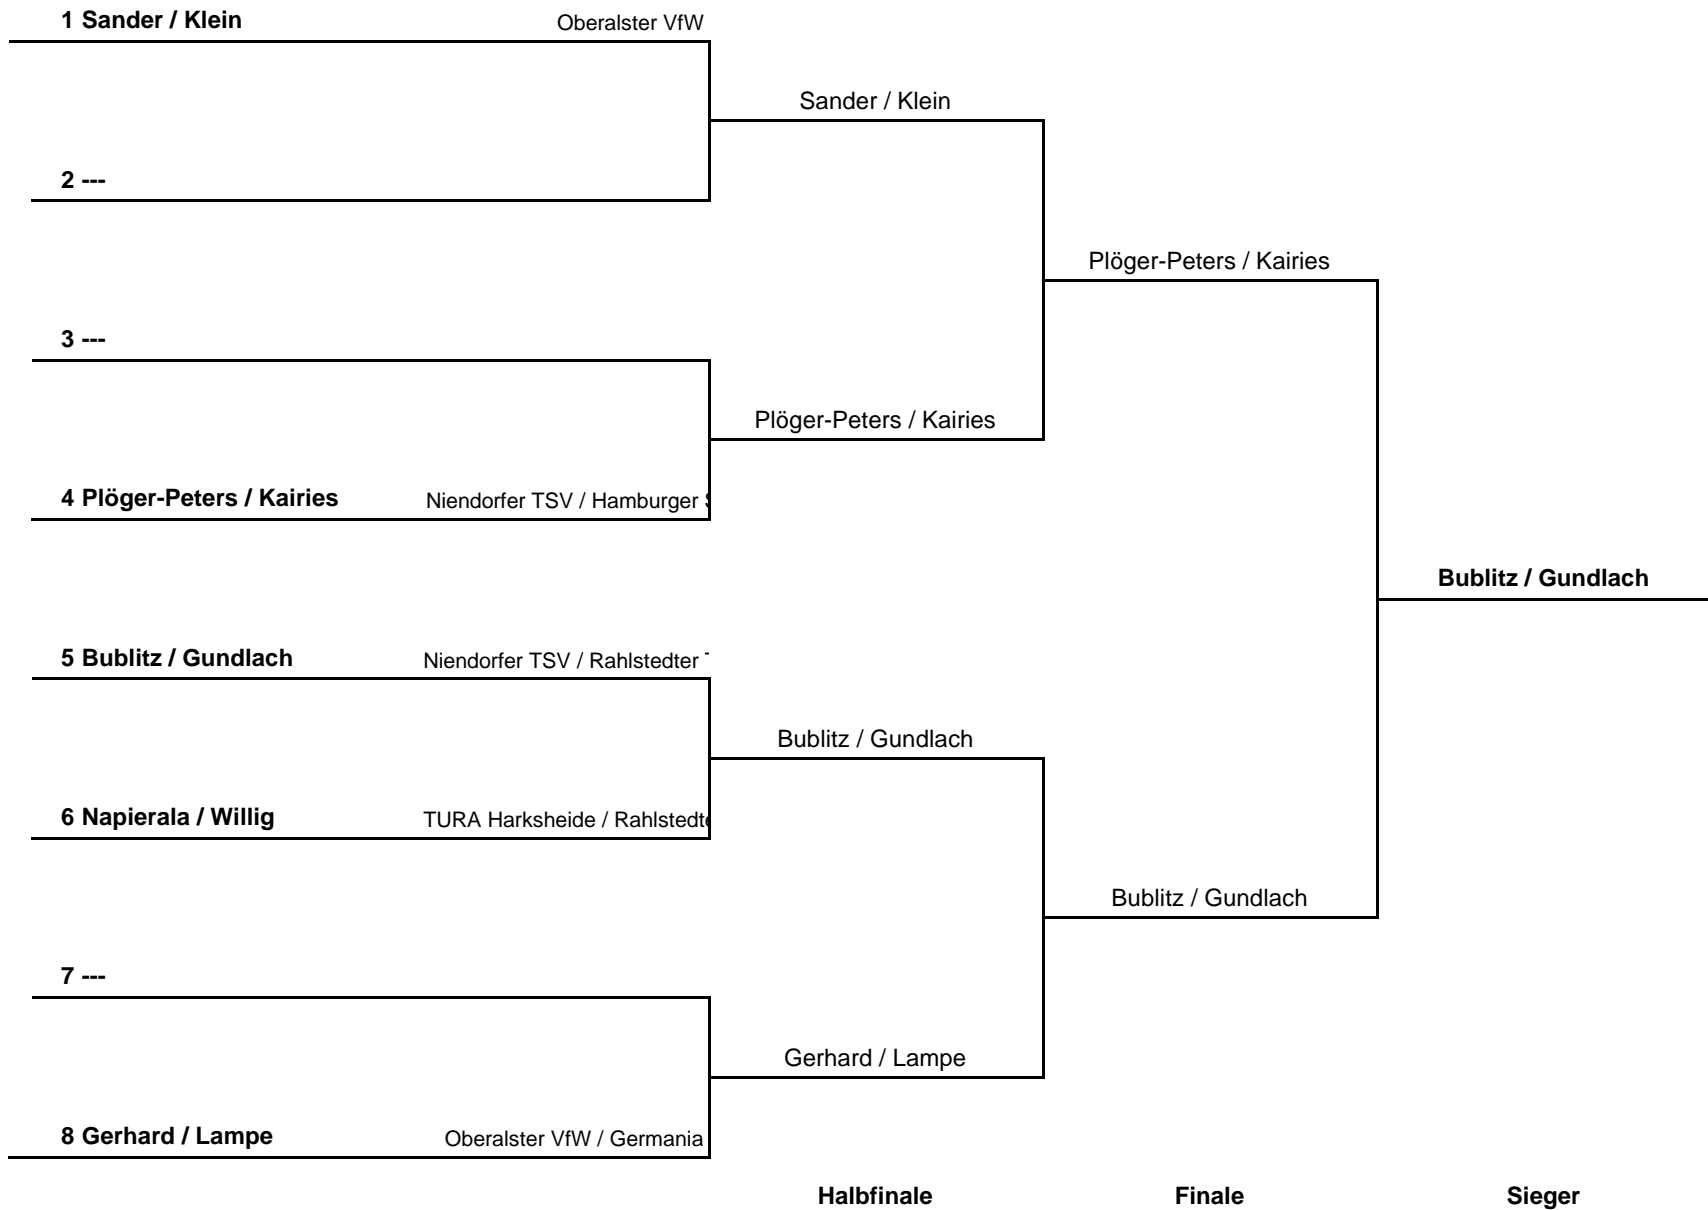 1 Sander / Klein Oberalster VfW
Sander / Klein
2 ---
Plöger-Peters / Kairies
3 ---
Plöger-Peters / Kairies
4 Plöger-Peters / Kairies Niendorfer TSV / Hamburger
Bublitz / Gundlach
5 Bublitz / Gundlach Niendorfer TSV / Rahlstedter
Bublitz / Gundlach
6 Napierala / Willig TURA Harksheide / Rahlstedte
Bublitz / Gundlach
7 ---
Gerhard / Lampe
8 Gerhard / Lampe Oberalster VfW / Germania
Halbfinale Finale Sieger